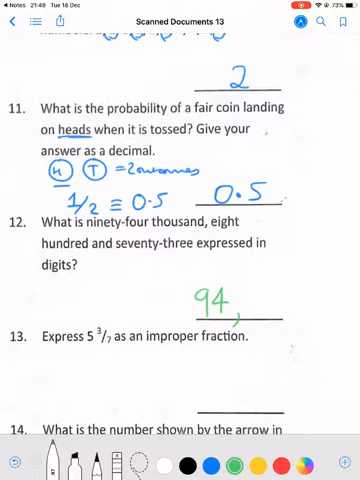 Notes 21:48 Tue 18 Dec 73%
Scanned Documents 13
2
11. What is the probability of a fair coin landing
on heads when it is tossed? Give your
answer as a decimal.
H T = 2 outcomes
1/2 ≡ 0.5 0.5
12. What is ninety-four thousand, eight
hundred and seventy-three expressed in
digits?
94,
13. Express 5 3/7 as an improper fraction.
14. What is the number shown by the arrow in
.97